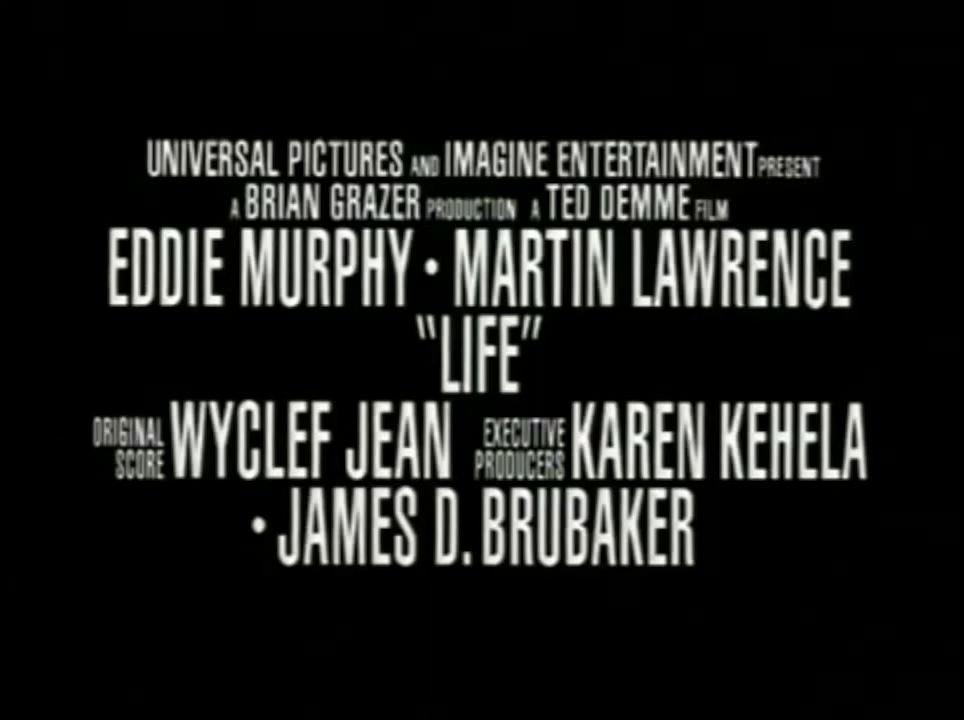 UNIVERSAL PICTURES AND IMAGINE ENTERTAINMENT PRESENT
A BRIAN GRAZER PRODUCTION A TED DEMME FILM
EDDIE MURPHY • MARTIN LAWRENCE
"LIFE"
ORIGINAL SCORE WYCLEF JEAN EXECUTIVE PRODUCERS KAREN KEHELA
• JAMES D. BRUBAKER